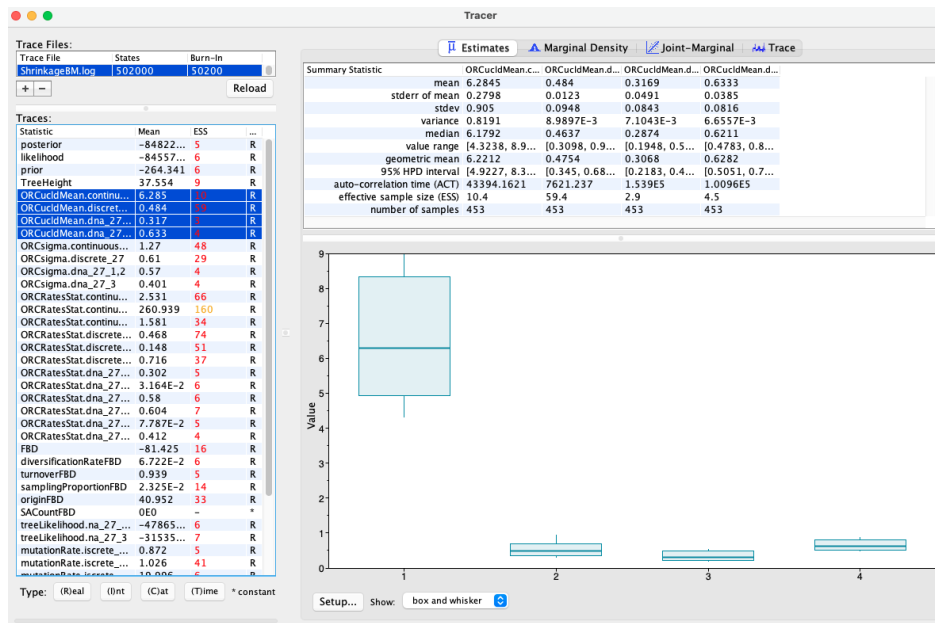 Tracer
Trace Files:
Trace File States Burn-In
ShrinkageBM.log 502000 50200
+ − Reload
Traces:
Statistic Mean ESS ...
posterior −84822... 5 R
likelihood −84557... 6 R
prior −264.341 6 R
TreeHeight 37.554 9 R
ORCucldMean.continu... 6.285 R
ORCucldMean.discret... 0.484 R
ORCucldMean.dna_27... 0.317 R
ORCucldMean.dna_27... 0.633 R
ORCsigma.continuous... 1.27 48 R
ORCsigma.discrete_27 0.61 29 R
ORCsigma.dna_27_1,2 0.57 4 R
ORCsigma.dna_27_3 0.401 4 R
ORCRatesStat.continu... 2.531 66 R
ORCRatesStat.continu... 260.939 160 R
ORCRatesStat.continu... 1.581 34 R
ORCRatesStat.discrete... 0.468 74 R
ORCRatesStat.discrete... 0.148 51 R
ORCRatesStat.discrete... 0.716 37 R
ORCRatesStat.dna_27... 0.302 5 R
ORCRatesStat.dna_27... 3.164E-2 6 R
ORCRatesStat.dna_27... 0.58 6 R
ORCRatesStat.dna_27... 0.604 7 R
ORCRatesStat.dna_27... 7.787E-2 5 R
ORCRatesStat.dna_27... 0.412 4 R
FBD −81.425 16 R
diversificationRateFBD 6.722E-2 6 R
turnoverFBD 0.939 5 R
samplingProportionFBD 2.325E-2 14 R
originFBD 40.952 33 R
SACountFBD 0E0 - *
treeLikelihood.na_27_... −47865... 6 R
treeLikelihood.na_27_3 −31535... 7 R
mutationRate.iscrete_... 0.872 5 R
mutationRate.iscrete... 1.026 41 R
Type: (R)eal (I)nt (C)at (T)ime * constant
Estimates Marginal Density Joint-Marginal Trace
Summary Statistic ORCucldMean.c... ORCucldMean.d... ORCucldMean.d... ORCucldMean.d...
mean 6.2845 0.484 0.3169 0.6333
stderr of mean 0.2798 0.0123 0.0491 0.0385
stdev 0.905 0.0948 0.0843 0.0816
variance 0.8191 8.9897E-3 7.1043E-3 6.6557E-3
median 6.1792 0.4637 0.2874 0.6211
value range [4.3238, 8.9... [0.3098, 0.9... [0.1948, 0.5... [0.4783, 0.8...
geometric mean 6.2212 0.4754 0.3068 0.6282
95% HPD interval [4.9227, 8.3... [0.345, 0.68... [0.2183, 0.4... [0.5051, 0.7...
auto-correlation time (ACT) 43394.1621 7621.237 1.539E5 1.0096E5
effective sample size (ESS) 10.4 59.4 2.9 4.5
number of samples 453 453 453 453
Value
9
8
7
6
5
4
3
2
1
0
1 2 3 4
Setup... Show: box and whisker